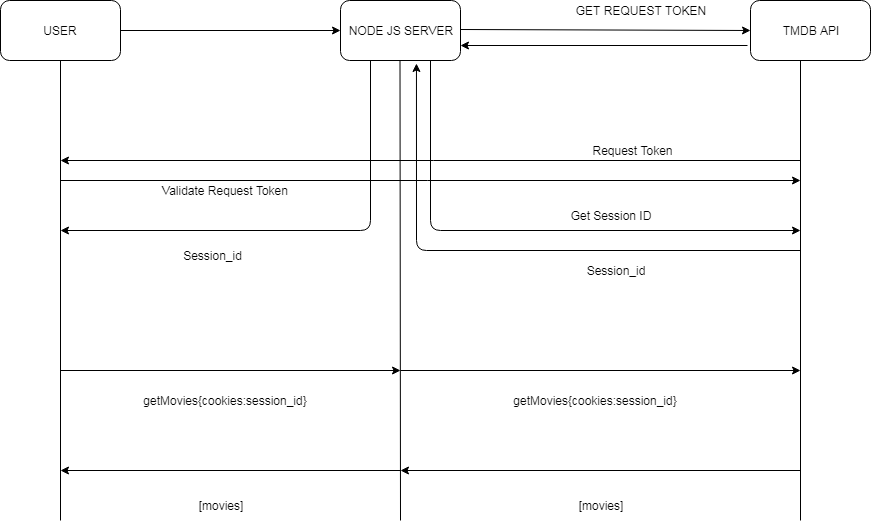 GET REQUEST TOKEN
USER
NODE JS SERVER
TMDB API
Request Token
Validate Request Token
Get Session ID
Session_id
Session_id
getMovies{cookies:session_id}
getMovies{cookies:session_id}
[movies]
[movies]